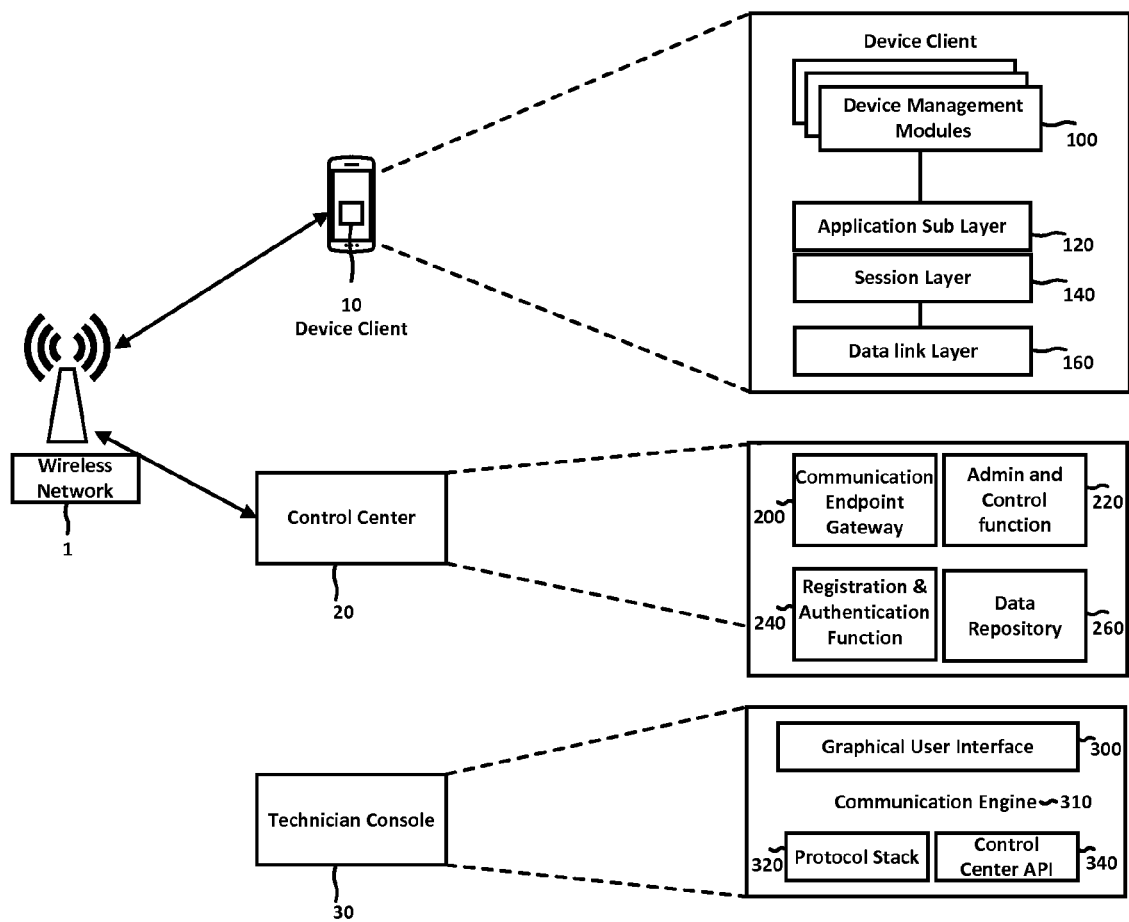 Device Client
Device Management
Modules
100
Application Sub Layer
120
Session Layer
140
Data link Layer
160
10
Device Client
Wireless
Network
1
Control Center
20
Communication
Endpoint
Gateway
200
Admin and
Control
function
220
Registration &
Authentication
Function
240
Data
Repository
260
Technician Console
30
Graphical User Interface
300
Communication Engine
310
320
Protocol Stack
Control
Center API
340